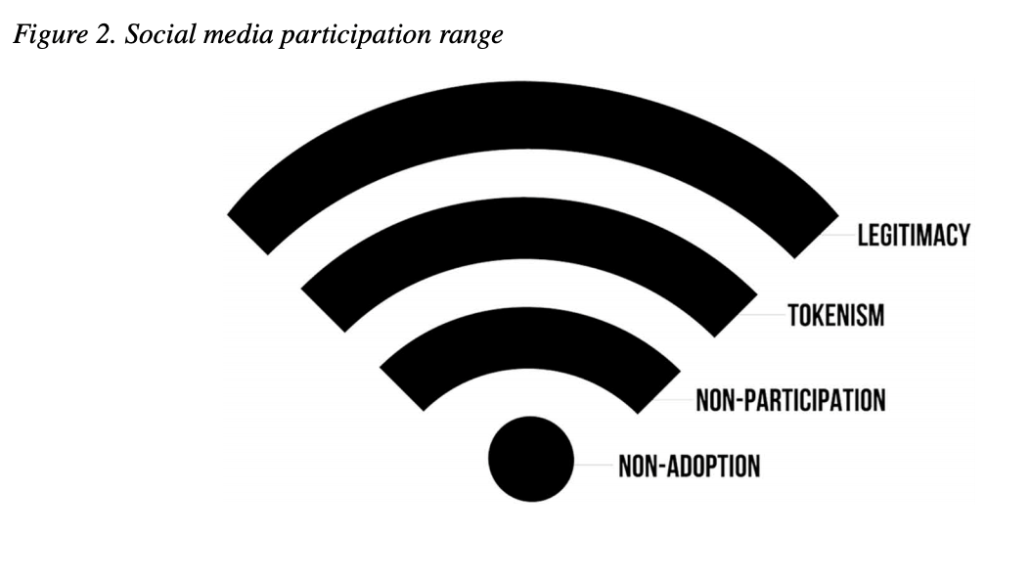 Figure 2. Social media participation range
LEGITIMACY
TOKENISM
NON-PARTICIPATION
NON-ADOPTION